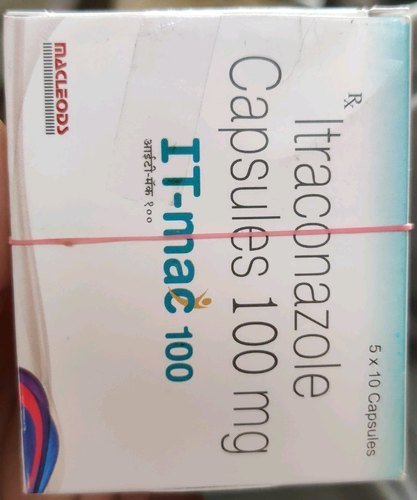 5 x 10 Capsules
Rx Itraconazole
Capsules 100 mg
IT-mac 100
आईटी-मॅक १००
MACLEODS